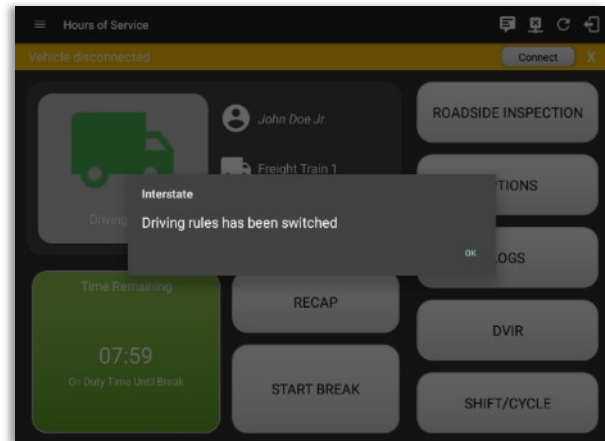 Hours of Service
Vehicle disconnected
Connect
X
John Doe Jr.
Freight Train 1
Driving
ROADSIDE INSPECTION
TIONS
Interstate
Driving rules has been switched
OK
LOGS
Time Remaining
07:59
On Duty Time Until Break
RECAP
START BREAK
DVIR
SHIFT/CYCLE